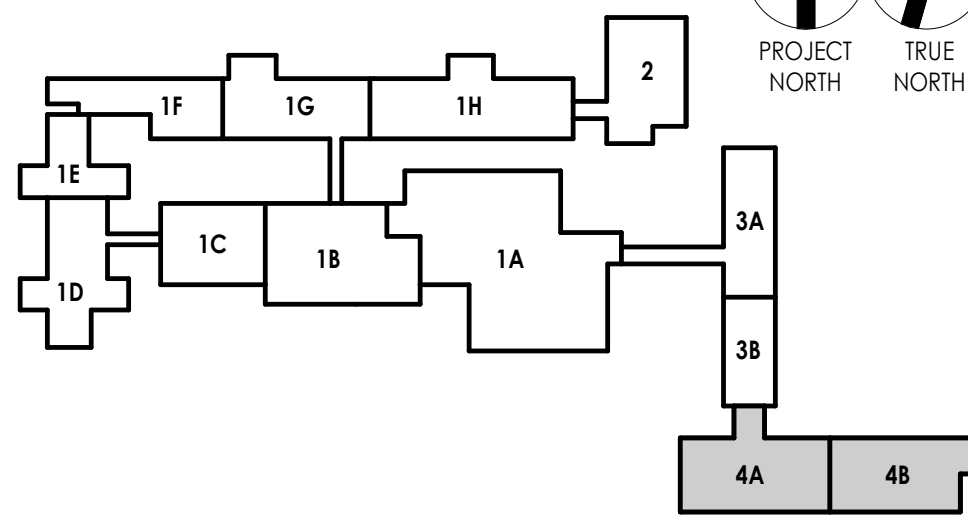 PROJECT
NORTH
TRUE
NORTH
2
1F
1G
1H
1E
3A
1C
1B
1A
1D
3B
4A
4B